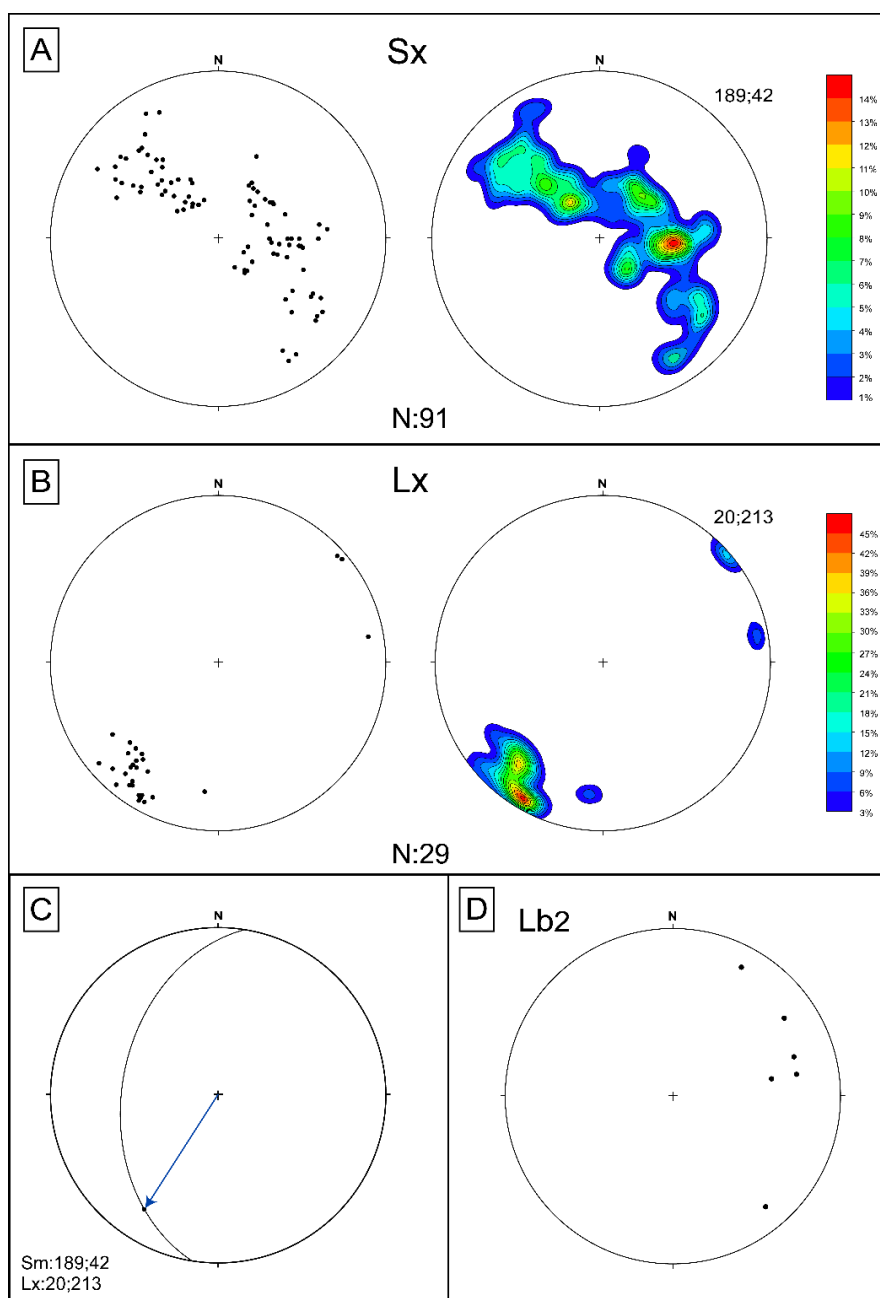 A
Sx
N
N
189;42
14%
13%
12%
11%
10%
9%
8%
7%
6%
5%
4%
3%
2%
1%
N:91
B
Lx
N
N
20;213
45%
42%
39%
36%
33%
30%
27%
24%
21%
18%
15%
12%
9%
6%
3%
N:29
C
N
Sm:189;42
Lx:20;213
D
Lb2
N